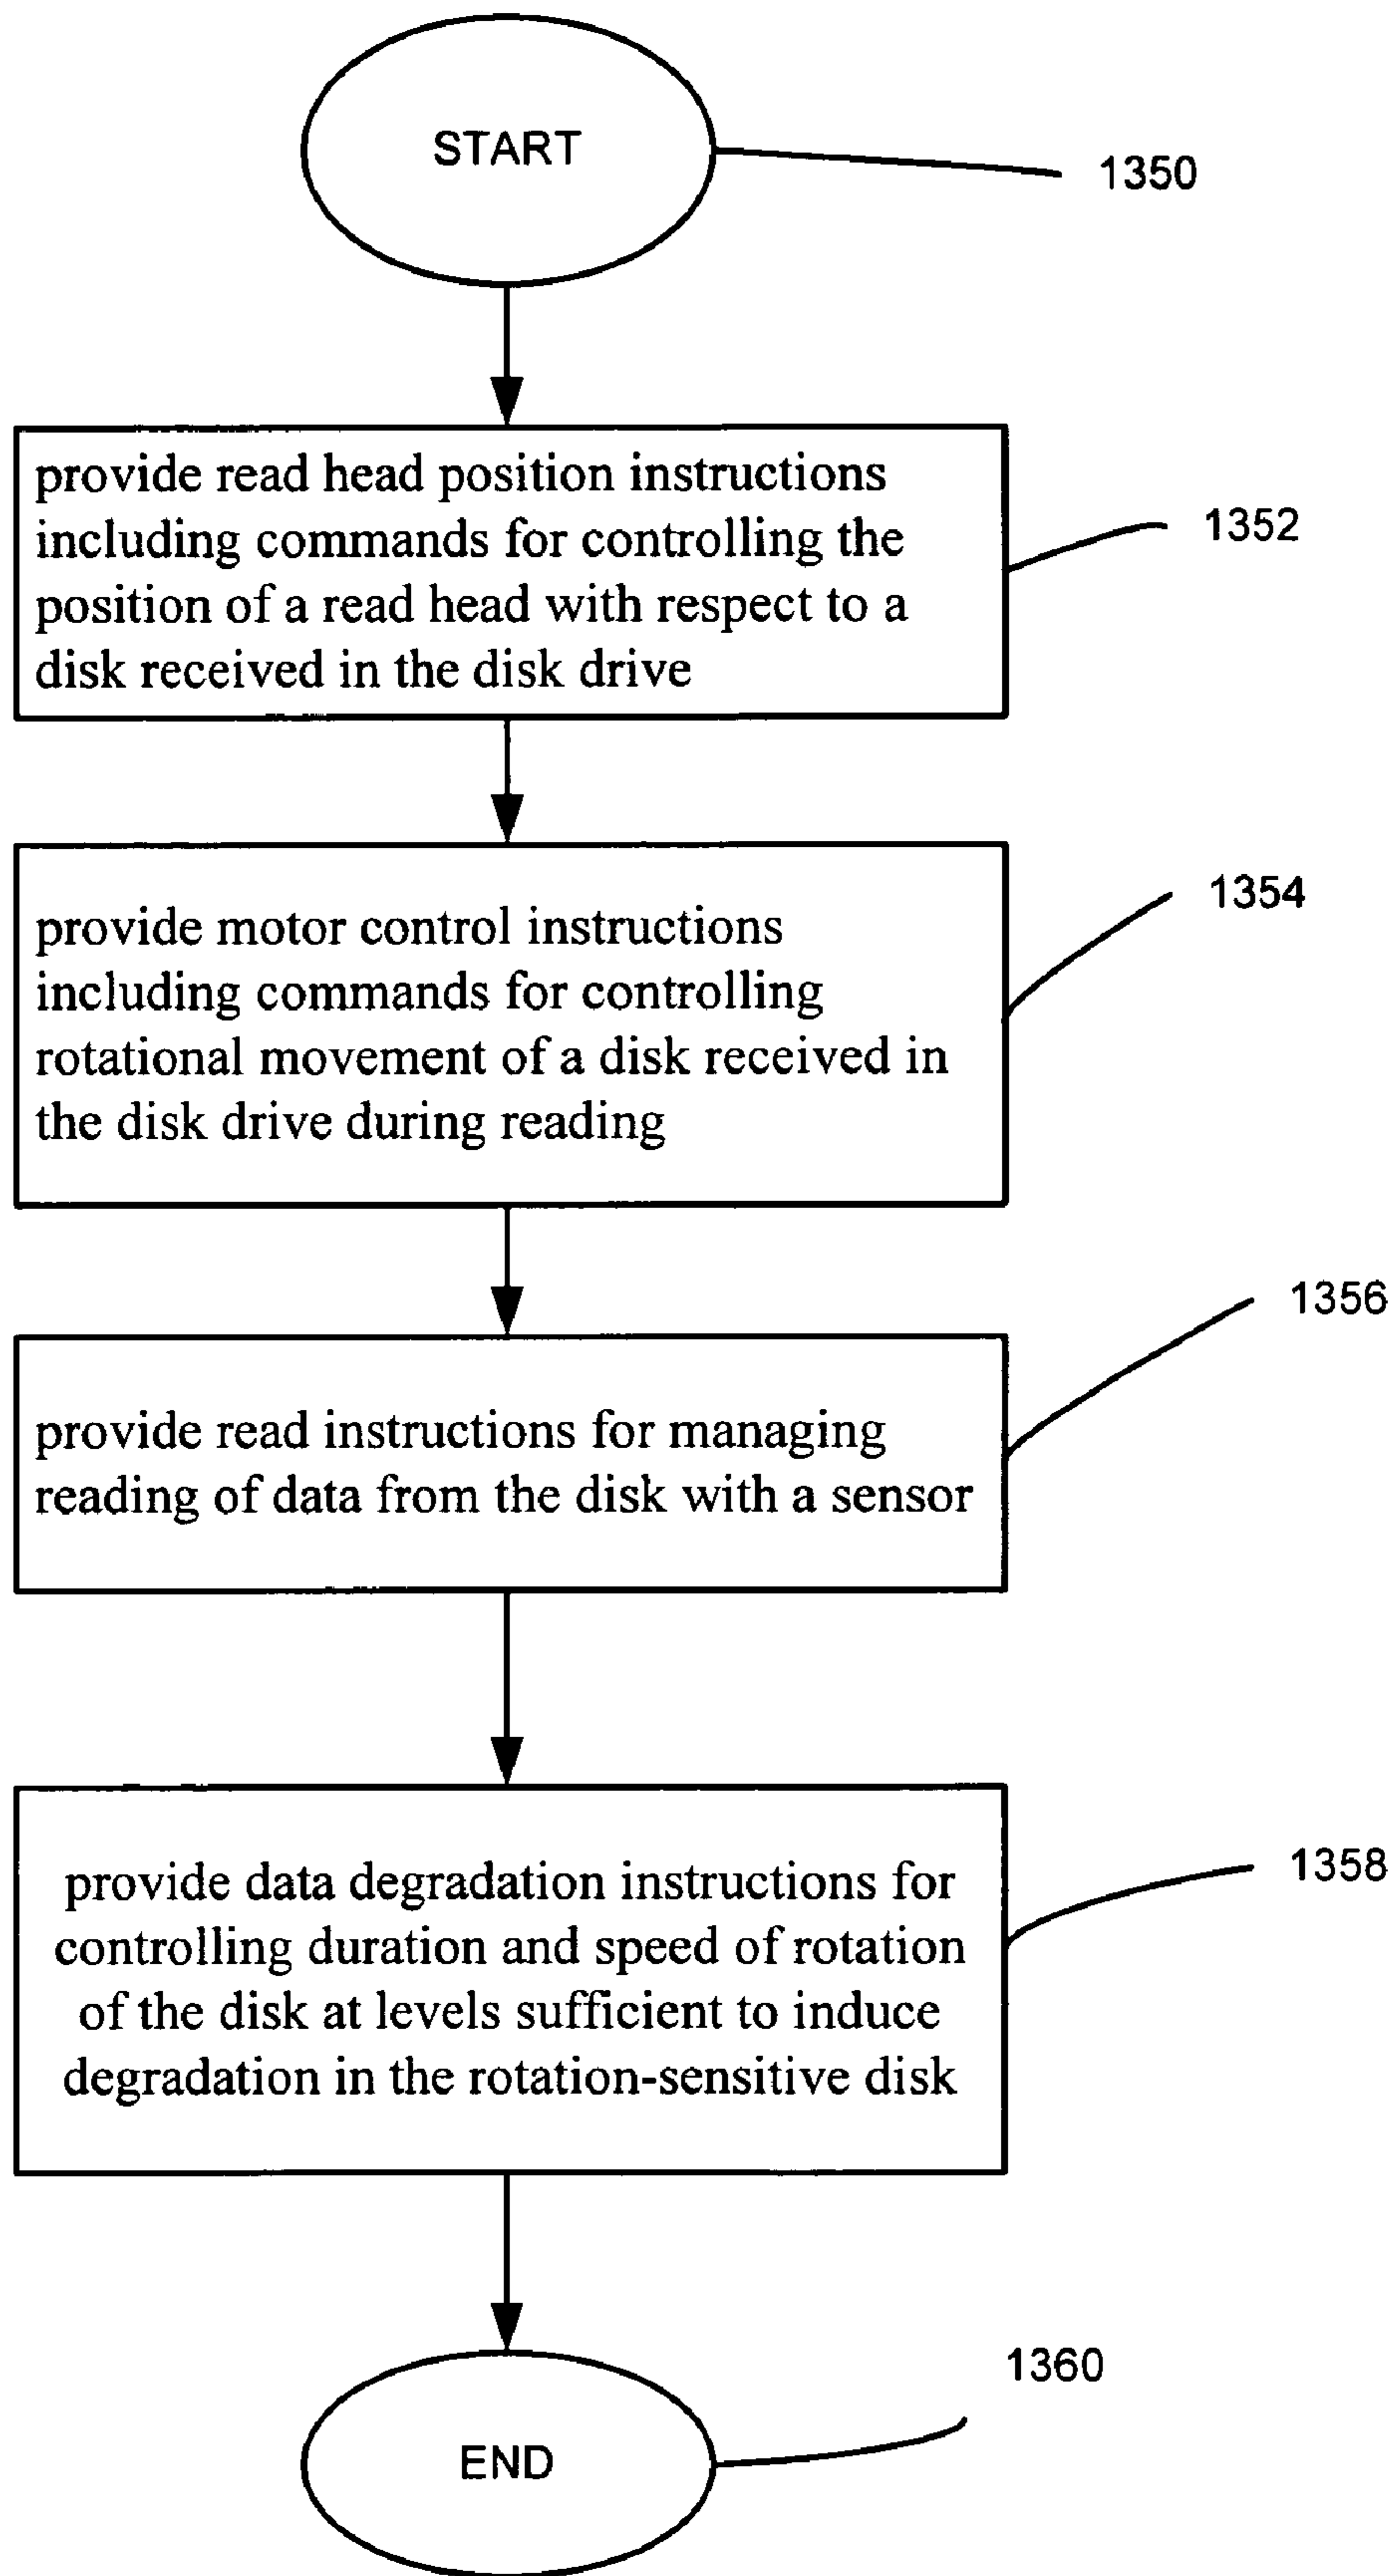 START
1350
provide read head position instructions
including commands for controlling the
position of a read head with respect to a
disk received in the disk drive
1352
provide motor control instructions
including commands for controlling
rotational movement of a disk received in
the disk drive during reading
1354
provide read instructions for managing
reading of data from the disk with a sensor
1356
provide data degradation instructions for
controlling duration and speed of rotation
of the disk at levels sufficient to induce
degradation in the rotation-sensitive disk
1358
END
1360